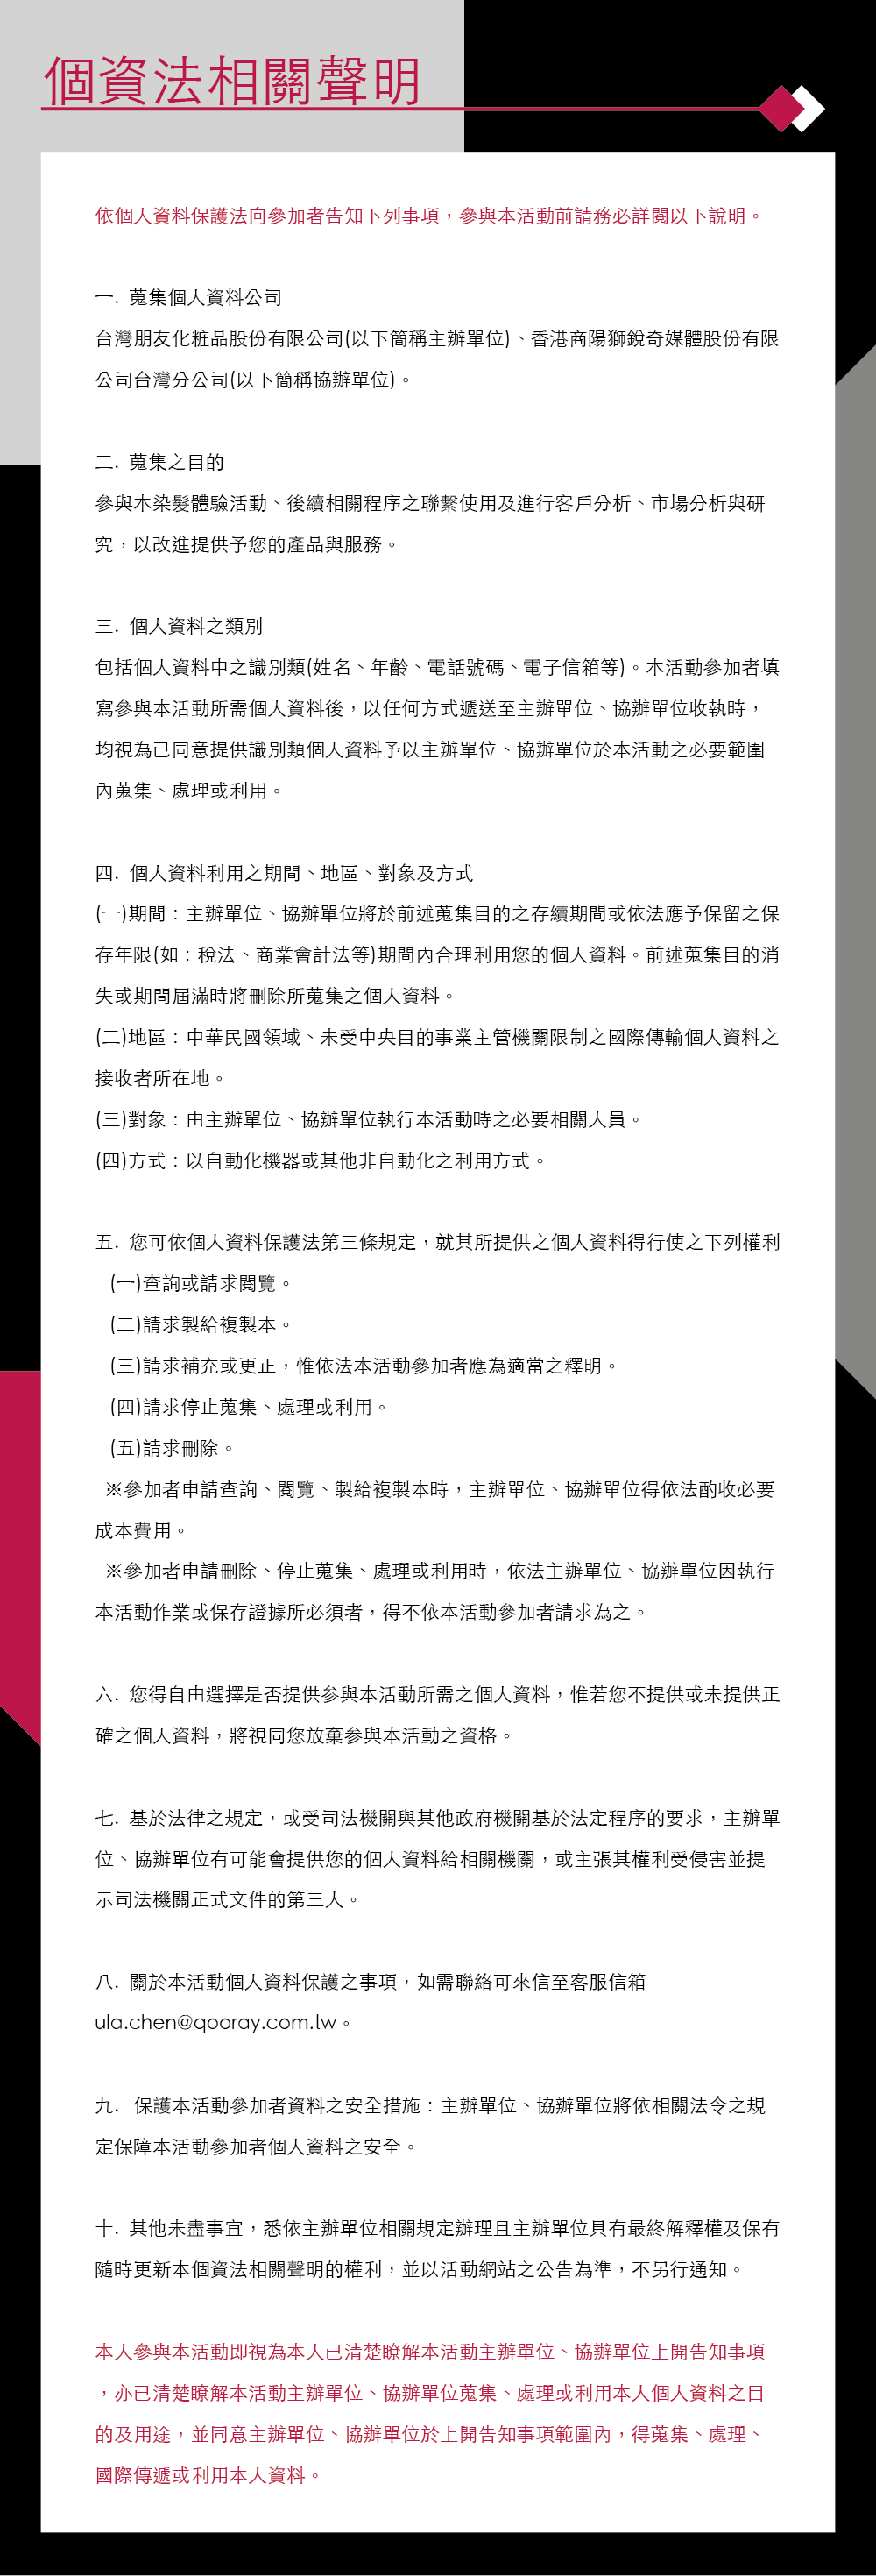 個資法相關聲明
依個人資料保護法向參加者告知下列事項，參與本活動前請務必詳閱以下說明。
一. 蒐集個人資料公司
台灣朋友化粧品股份有限公司(以下簡稱主辦單位)、香港商陽獅銳奇媒體股份有限
公司台灣分公司(以下簡稱協辦單位)。
二. 蒐集之目的
參與本染髮體驗活動、後續相關程序之聯繫使用及進行客戶分析、市場分析與研
究，以改進提供予您的產品與服務。
三. 個人資料之類別
包括個人資料中之識別類(姓名、年齡、電話號碼、電子信箱等)。本活動參加者填
寫參與本活動所需個人資料後，以任何方式遞送至主辦單位、協辦單位收執時，
均視為已同意提供識別類個人資料予以主辦單位、協辦單位於本活動之必要範圍
內蒐集、處理或利用。
四. 個人資料利用之期間、地區、對象及方式
(一)期間：主辦單位、協辦單位將於前述蒐集目的之存續期間或依法應予保留之保
存年限(如：稅法、商業會計法等)期間內合理利用您的個人資料。前述蒐集目的消
失或期間屆滿時將刪除所蒐集之個人資料。
(二)地區：中華民國領域、未受中央目的事業主管機關限制之國際傳輸個人資料之
接收者所在地。
(三)對象：由主辦單位、協辦單位執行本活動時之必要相關人員。
(四)方式：以自動化機器或其他非自動化之利用方式。
五. 您可依個人資料保護法第三條規定，就其所提供之個人資料得行使之下列權利
(一)查詢或請求閱覽。
(二)請求製給複製本。
(三)請求補充或更正，惟依法本活動參加者應為適當之釋明。
(四)請求停止蒐集、處理或利用。
(五)請求刪除。
※參加者申請查詢、閱覽、製給複製本時，主辦單位、協辦單位得依法酌收必要
成本費用。
※參加者申請刪除、停止蒐集、處理或利用時，依法主辦單位、協辦單位因執行
本活動作業或保存證據所必須者，得不依本活動參加者請求為之。
六. 您得自由選擇是否提供參與本活動所需之個人資料，惟若您不提供或未提供正
確之個人資料，將視同您放棄參與本活動之資格。
七. 基於法律之規定，或受司法機關與其他政府機關基於法定程序的要求，主辦單
位、協辦單位有可能會提供您的個人資料給相關機關，或主張其權利受侵害並提
示司法機關正式文件的第三人。
八. 關於本活動個人資料保護之事項，如需聯絡可來信至客服信箱
ula.chen@qooray.com.tw。
九. 保護本活動參加者資料之安全措施：主辦單位、協辦單位將依相關法令之規
定保障本活動參加者個人資料之安全。
十. 其他未盡事宜，悉依主辦單位相關規定辦理且主辦單位具有最終解釋權及保有
隨時更新本個資法相關聲明的權利，並以活動網站之公告為準，不另行通知。
本人參與本活動即視為本人已清楚瞭解本活動主辦單位、協辦單位上開告知事項
，亦已清楚瞭解本活動主辦單位、協辦單位蒐集、處理或利用本人個人資料之目
的及用途，並同意主辦單位、協辦單位於上開告知事項範圍內，得蒐集、處理、
國際傳遞或利用本人資料。